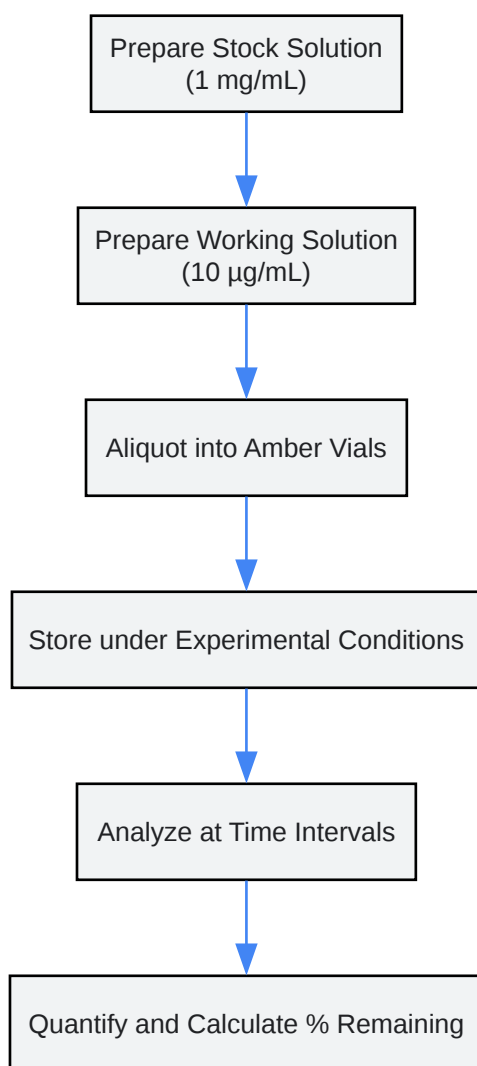 Prepare Stock Solution
(1 mg/mL)
Prepare Working Solution
(10 µg/mL)
Aliquot into Amber Vials
Store under Experimental Conditions
Analyze at Time Intervals
Quantify and Calculate % Remaining